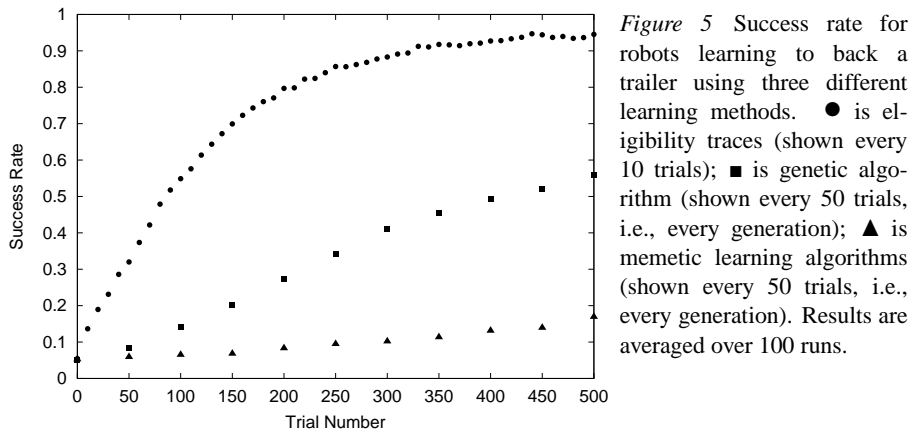 1
0.9
0.8
0.7
0.6
0.5
0.4
0.3
0.2
0.1
0
Success Rate
0 50 100 150 200 250 300 350 400 450 500
Trial Number
Figure 5 Success rate for
robots learning to back a
trailer using three different
learning methods. ● is el-
igibility traces (shown every
10 trials); ■ is genetic algo-
rithm (shown every 50 trials,
i.e., every generation); ▲ is
memetic learning algorithms
(shown every 50 trials, i.e.,
every generation). Results are
averaged over 100 runs.